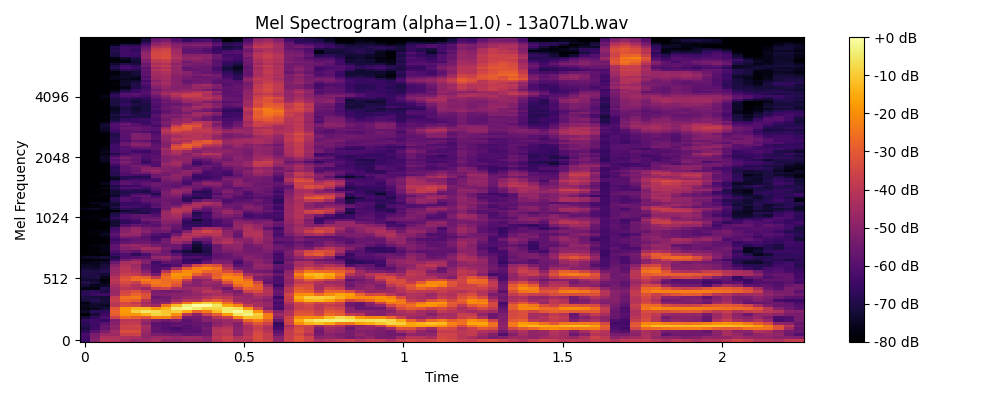 Mel Spectrogram (alpha=1.0) - 13a07Lb.wav
Mel Frequency
4096
2048
1024
512
0
0
0.5
1
1.5
2
Time
+0 dB
-10 dB
-20 dB
-30 dB
-40 dB
-50 dB
-60 dB
-70 dB
-80 dB